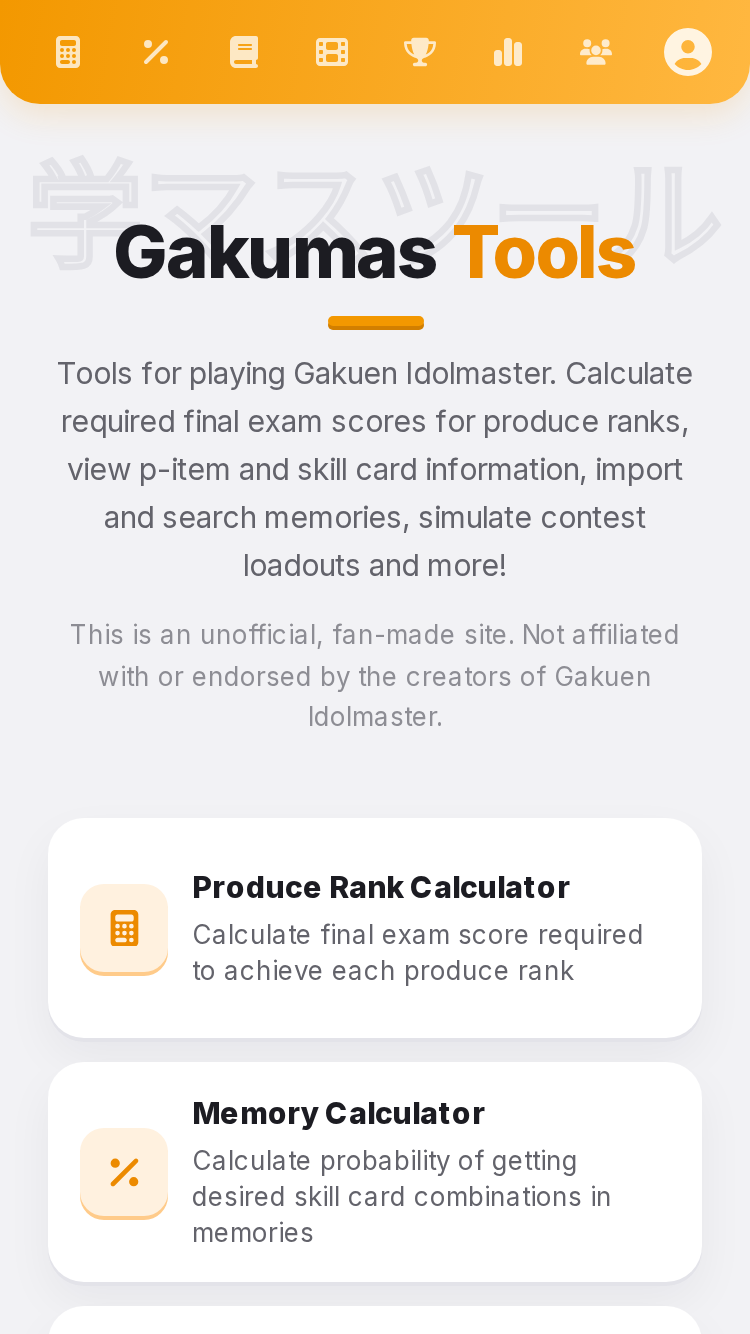 学マスツール
Gakumas Tools
Tools for playing Gakuen Idolmaster. Calculate
required final exam scores for produce ranks,
view p-item and skill card information, import
and search memories, simulate contest
loadouts and more!
This is an unofficial, fan-made site. Not affiliated
with or endorsed by the creators of Gakuen
Idolmaster.
Produce Rank Calculator
Calculate final exam score required
to achieve each produce rank
Memory Calculator
Calculate probability of getting
desired skill card combinations in
memories